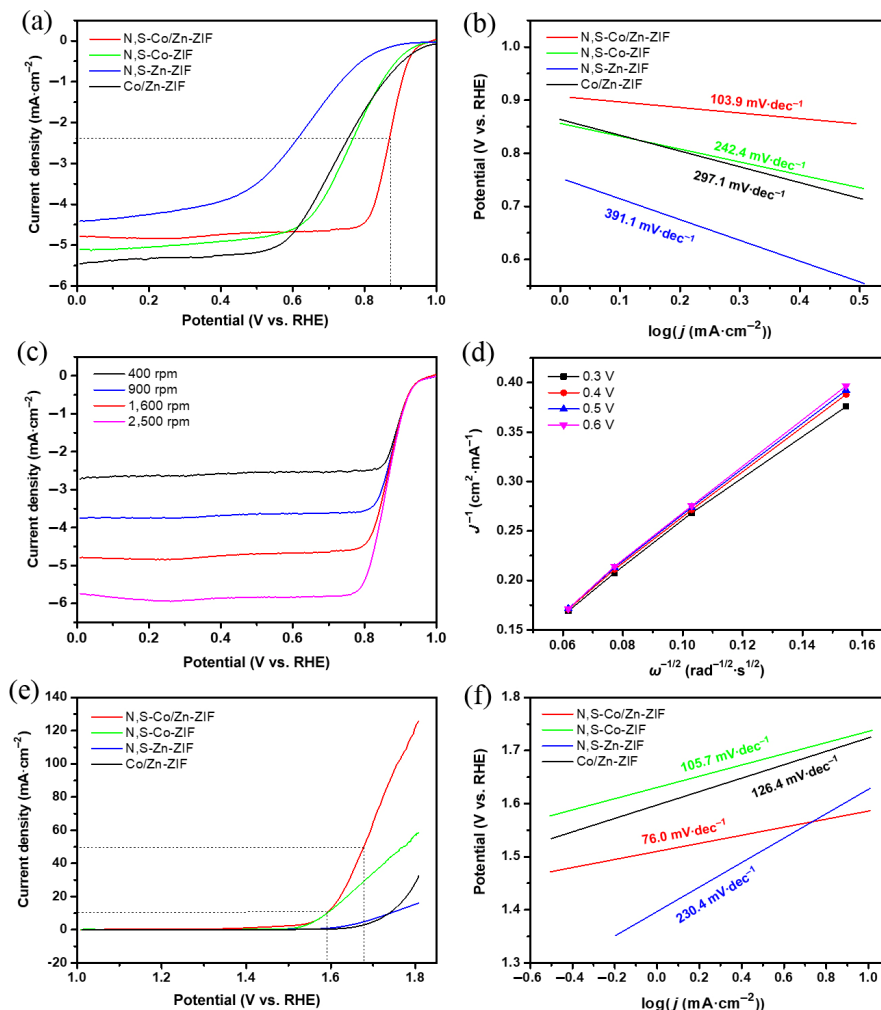 (a)
N,S-Co/Zn-ZIF
N,S-Co-ZIF
N,S-Zn-ZIF
Co/Zn-ZIF
Current density (mA·cm⁻²)
0
−1
−2
−3
−4
−5
−6
0.0 0.2 0.4 0.6 0.8 1.0
Potential (V vs. RHE)
(b)
N,S-Co/Zn-ZIF
N,S-Co-ZIF
N,S-Zn-ZIF
Co/Zn-ZIF
Potential (V vs. RHE)
1.0
0.9
0.8
0.7
0.6
103.9 mV·dec⁻¹
242.4 mV·dec⁻¹
297.1 mV·dec⁻¹
391.1 mV·dec⁻¹
0.0 0.1 0.2 0.3 0.4 0.5
log(j (mA·cm⁻²))
(c)
400 rpm
900 rpm
1,600 rpm
2,500 rpm
Current density (mA·cm⁻²)
0
−1
−2
−3
−4
−5
−6
0.0 0.2 0.4 0.6 0.8 1.0
Potential (V vs. RHE)
(d)
0.3 V
0.4 V
0.5 V
0.6 V
J⁻¹ (cm²·mA⁻¹)
0.40
0.35
0.30
0.25
0.20
0.15
0.06 0.08 0.10 0.12 0.14 0.16
ω⁻¹/² (rad⁻¹/²·s¹/²)
(e)
N,S-Co/Zn-ZIF
N,S-Co-ZIF
N,S-Zn-ZIF
Co/Zn-ZIF
Current density (mA·cm⁻²)
140
120
100
80
60
40
20
0
−20
1.0 1.2 1.4 1.6 1.8
Potential (V vs. RHE)
(f)
N,S-Co/Zn-ZIF
N,S-Co-ZIF
N,S-Zn-ZIF
Co/Zn-ZIF
Potential (V vs. RHE)
1.8
1.7
1.6
1.5
1.4
1.3
105.7 mV·dec⁻¹
126.4 mV·dec⁻¹
76.0 mV·dec⁻¹
230.4 mV·dec⁻¹
−0.6 −0.4 −0.2 0.0 0.2 0.4 0.6 0.8 1.0
log(j (mA·cm⁻²))